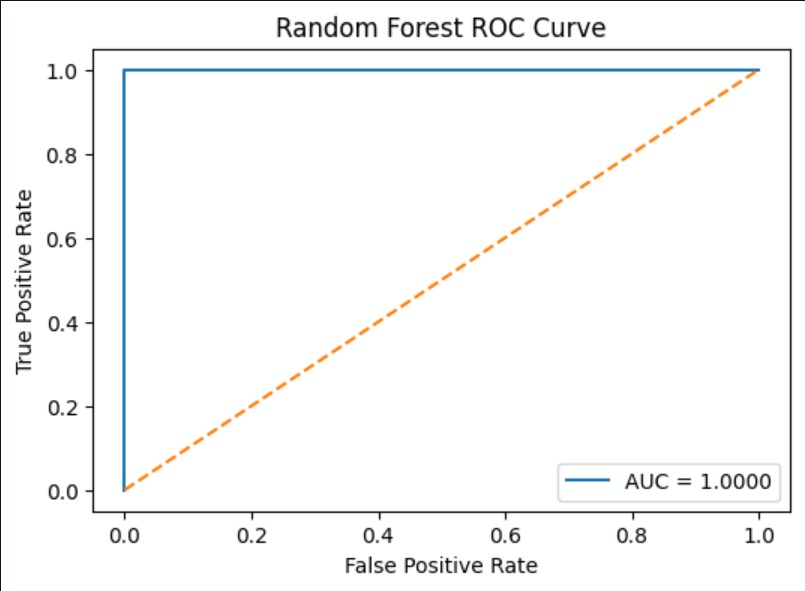 Random Forest ROC Curve
True Positive Rate
1.0
0.8
0.6
0.4
0.2
0.0
AUC = 1.0000
0.0 0.2 0.4 0.6 0.8 1.0
False Positive Rate